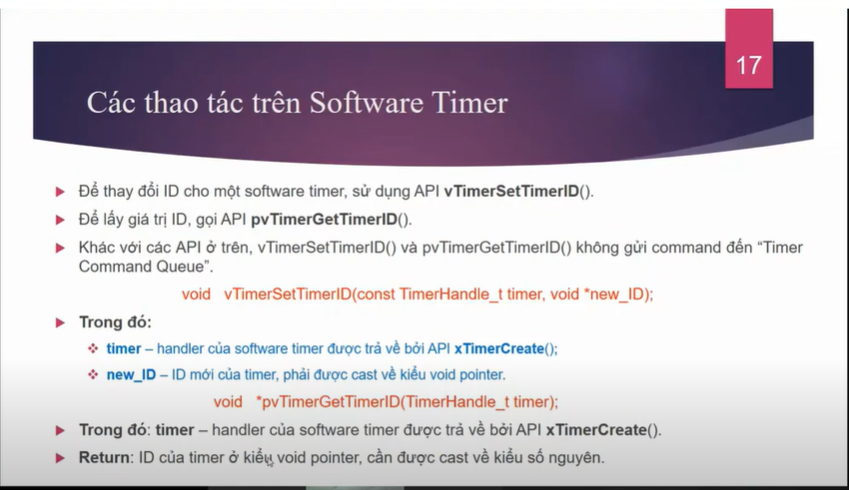 17
Các thao tác trên Software Timer
Để thay đổi ID cho một software timer, sử dụng API vTimerSetTimerID().
Để lấy giá trị ID, gọi API pvTimerGetTimerID().
Khác với các API ở trên, vTimerSetTimerID() và pvTimerGetTimerID() không gửi command đến “Timer
Command Queue”.
void vTimerSetTimerID(const TimerHandle_t timer, void *new_ID);
Trong đó:
timer – handler của software timer được trả về bởi API xTimerCreate();
new_ID – ID mới của timer, phải được cast về kiểu void pointer.
void *pvTimerGetTimerID(TimerHandle_t timer);
Trong đó: timer – handler của software timer được trả về bởi API xTimerCreate().
Return: ID của timer ở kiểu void pointer, cần được cast về kiểu số nguyên.